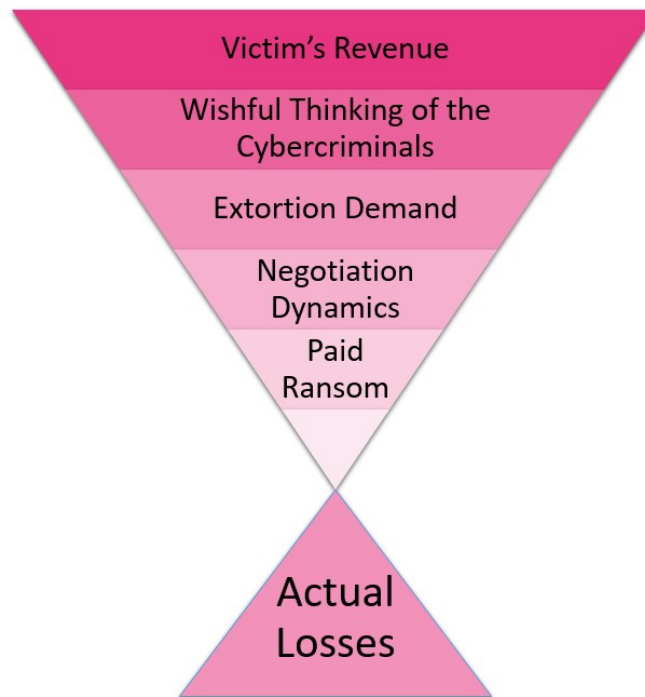 Victim’s Revenue
Wishful Thinking of the
Cybercriminals
Extortion Demand
Negotiation
Dynamics
Paid
Ransom
Actual
Losses